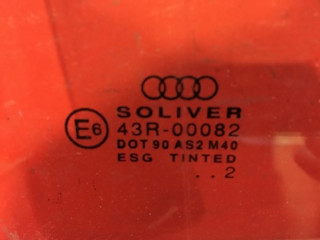 SOLIVER
E6 43R-00082
DOT 90 AS2 M40
ESG TINTED
. . 2